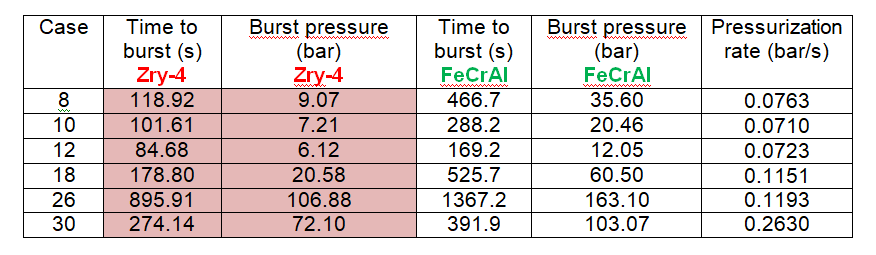 Case Time to burst (s) Zry-4 Burst pressure (bar) Zry-4 Time to burst (s) FeCrAl Burst pressure (bar) FeCrAl Pressurization rate (bar/s)
8 118.92 9.07 466.7 35.60 0.0763
10 101.61 7.21 288.2 20.46 0.0710
12 84.68 6.12 169.2 12.05 0.0723
18 178.80 20.58 525.7 60.50 0.1151
26 895.91 106.88 1367.2 163.10 0.1193
30 274.14 72.10 391.9 103.07 0.2630